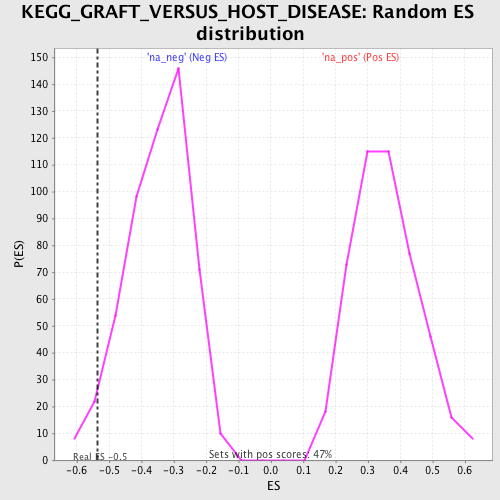 KEGG_GRAFT_VERSUS_HOST_DISEASE: Random ES
distribution
'na_neg' (Neg ES)
'na_pos' (Pos ES)
150
140
130
120
110
100
90
80
70
60
50
40
30
20
10
0
P(ES)
Real ES -0.5
Sets with pos scores: 47%
-0.6 -0.5 -0.4 -0.3 -0.2 -0.1 0.0 0.1 0.2 0.3 0.4 0.5 0.6
ES